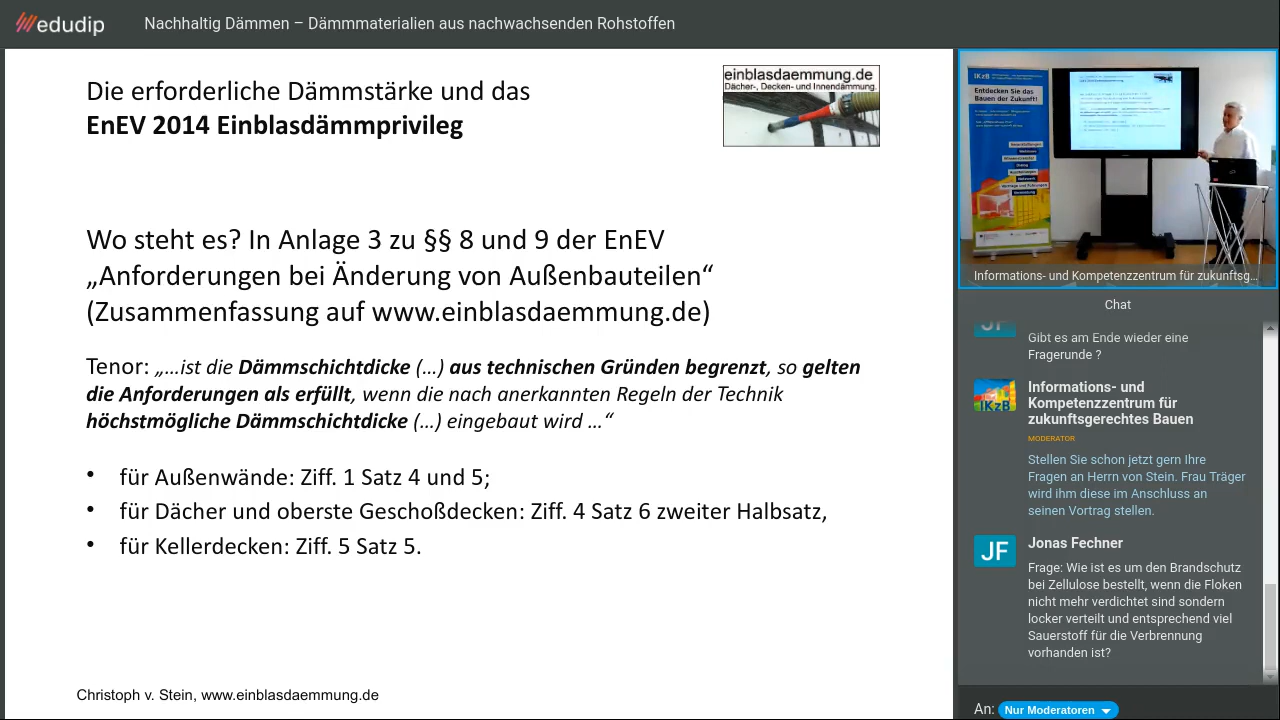 edudip
Nachhaltig Dämmen – Dämmmaterialien aus nachwachsenden Rohstoffen
Die erforderliche Dämmstärke und das
EnEV 2014 Einblasdämmprivileg
einblasdaemmung.de
Dächer-, Decken- und Innendämmung.
Wo steht es? In Anlage 3 zu §§ 8 und 9 der EnEV
„Anforderungen bei Änderung von Außenbauteilen“
(Zusammenfassung auf www.einblasdaemmung.de)
Tenor: „…ist die Dämmschichtdicke (…) aus technischen Gründen begrenzt, so gelten
die Anforderungen als erfüllt, wenn die nach anerkannten Regeln der Technik
höchstmögliche Dämmschichtdicke (…) eingebaut wird …“
• für Außenwände: Ziff. 1 Satz 4 und 5;
• für Dächer und oberste Geschoßdecken: Ziff. 4 Satz 6 zweiter Halbsatz,
• für Kellerdecken: Ziff. 5 Satz 5.
Christoph v. Stein, www.einblasdaemmung.de
IKzB
Entdecken Sie das
Bauen der Zukunft!
Informations- und Kompetenzzentrum für zukunftsg...
Chat
JF
Gibt es am Ende wieder eine
Fragerunde ?
IKzB
Informations- und
Kompetenzzentrum für
zukunftsgerechtes Bauen
MODERATOR
Stellen Sie schon jetzt gern Ihre
Fragen an Herrn von Stein. Frau Träger
wird ihm diese im Anschluss an
seinen Vortrag stellen.
JF
Jonas Fechner
Frage: Wie ist es um den Brandschutz
bei Zellulose bestellt, wenn die Floken
nicht mehr verdichtet sind sondern
locker verteilt und entsprechend viel
Sauerstoff für die Verbrennung
vorhanden ist?
An: Nur Moderatoren